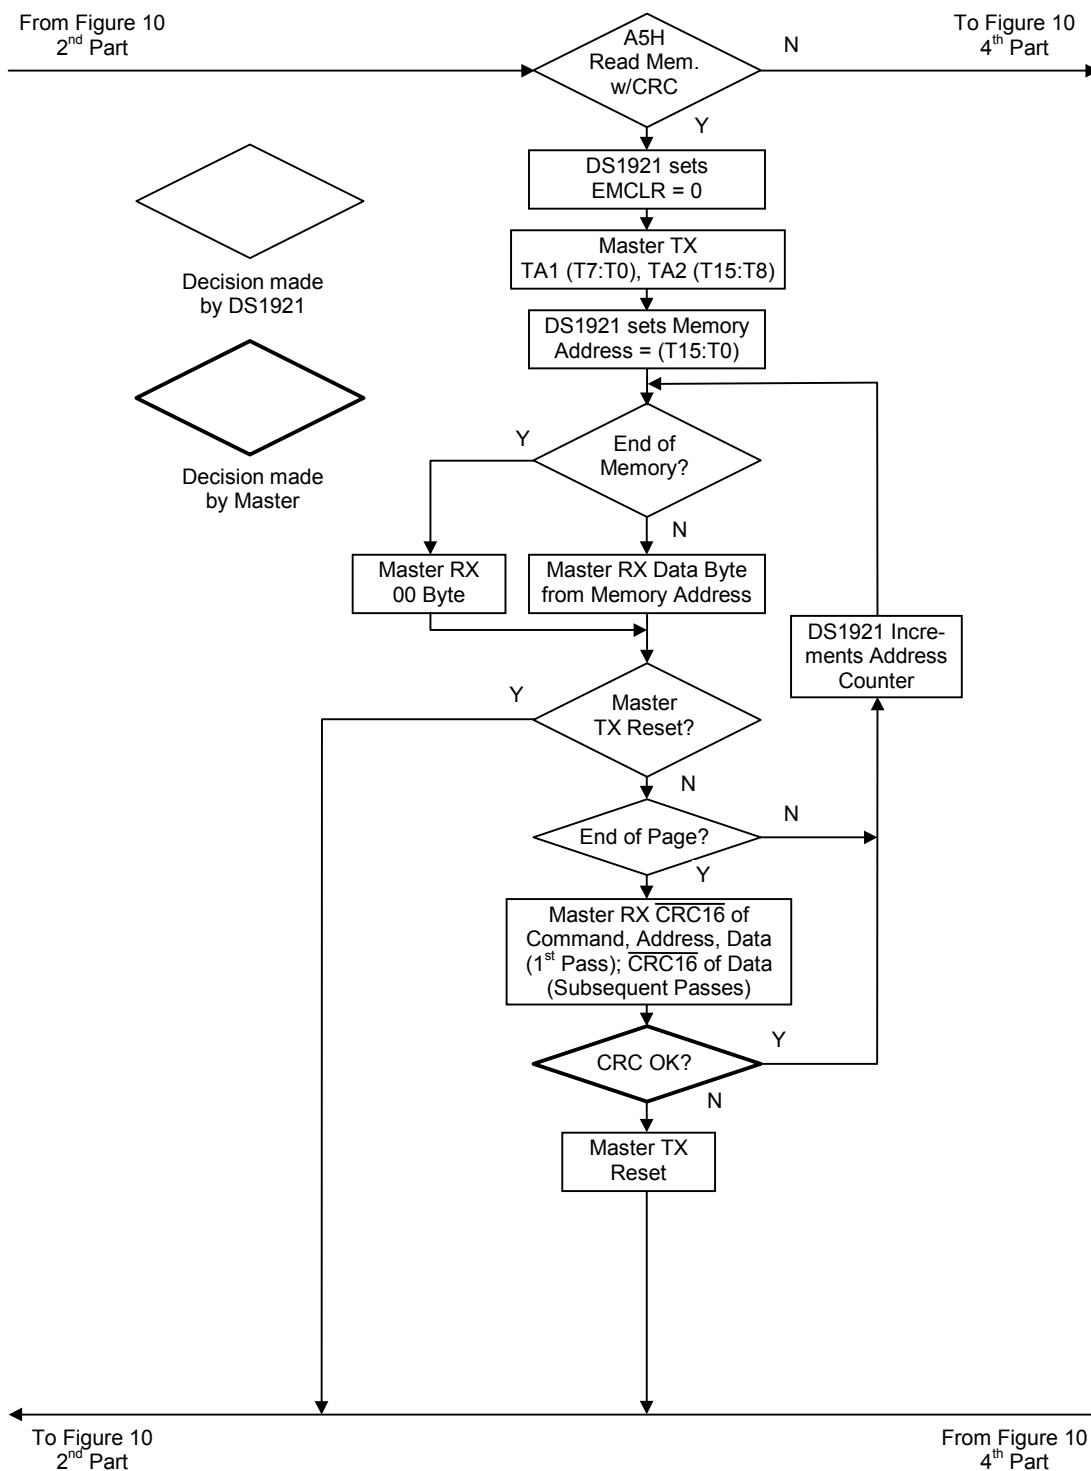 From Figure 10
2nd Part
A5H
Read Mem.
w/CRC
N
To Figure 10
4th Part
Y
DS1921 sets
EMCLR = 0
Master TX
TA1 (T7:T0), TA2 (T15:T8)
Decision made
by DS1921
DS1921 sets Memory
Address = (T15:T0)
Y
End of
Memory?
Decision made
by Master
N
Master RX
00 Byte
Master RX Data Byte
from Memory Address
DS1921 Incre-
ments Address
Counter
Y
Master
TX Reset?
N
End of Page?
N
Y
Master RX C̅R̅C̅1̅6̅ of
Command, Address, Data
(1st Pass); C̅R̅C̅1̅6̅ of Data
(Subsequent Passes)
CRC OK?
Y
N
Master TX
Reset
To Figure 10
2nd Part
From Figure 10
4th Part